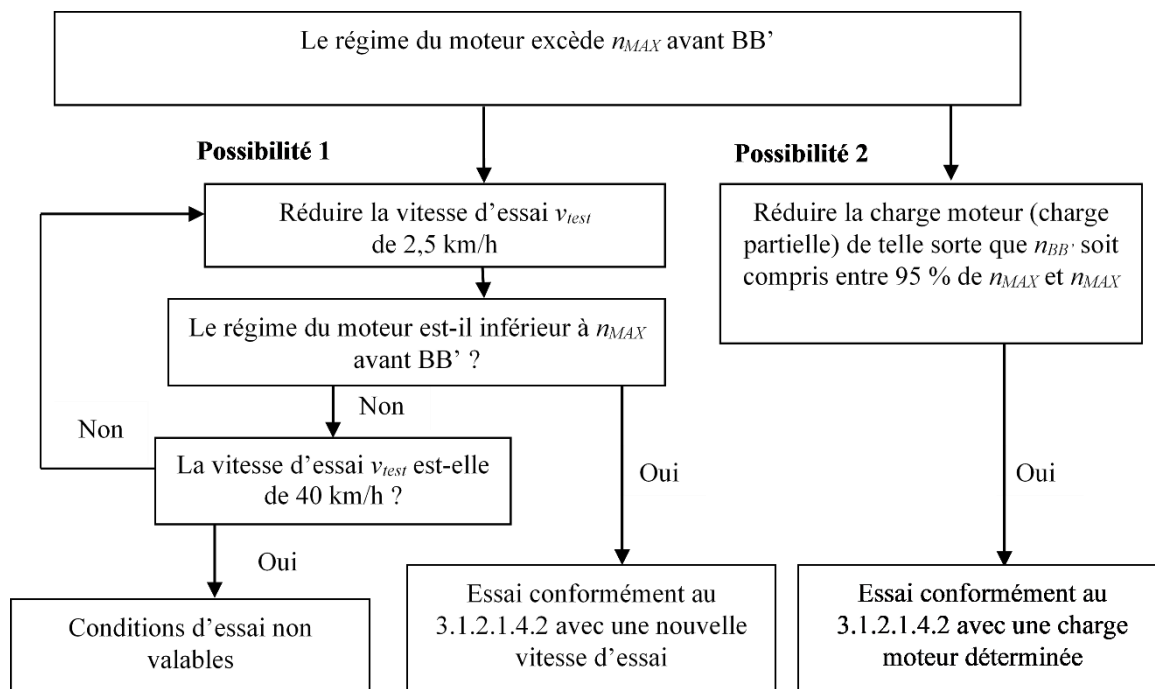 Le régime du moteur excède nMAX avant BB’
Possibilité 1
Possibilité 2
Réduire la vitesse d’essai vtest
de 2,5 km/h
Réduire la charge moteur (charge
partielle) de telle sorte que nBB’ soit
compris entre 95 % de nMAX et nMAX
Le régime du moteur est-il inférieur à nMAX
avant BB’ ?
Non
Non
La vitesse d’essai vtest est-elle
de 40 km/h ?
Oui
Oui
Oui
Conditions d’essai non
valables
Essai conformément au
3.1.2.1.4.2 avec une nouvelle
vitesse d’essai
Essai conformément au
3.1.2.1.4.2 avec une charge
moteur déterminée